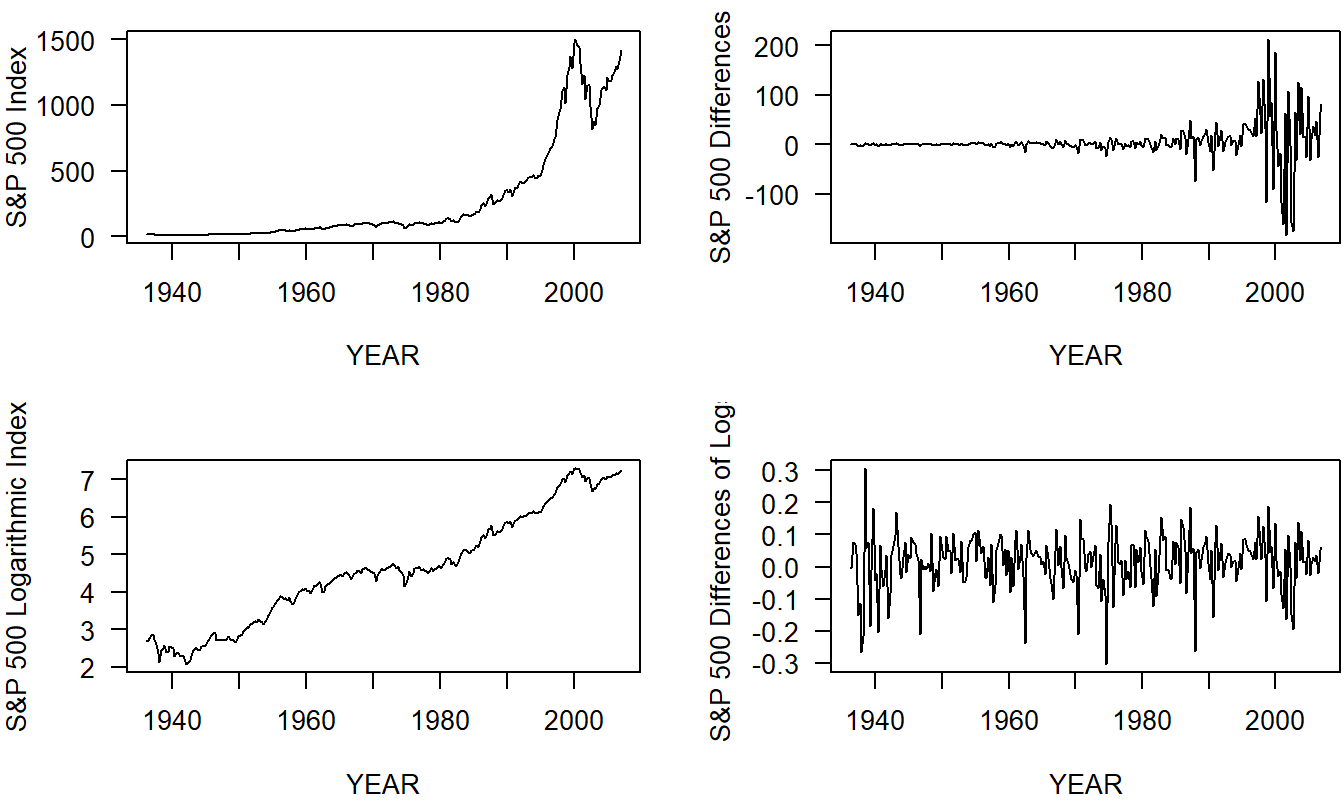 S&P 500 Index
1500
1000
500
0
1940 1960 1980 2000
YEAR
S&P 500 Differences
200
100
0
-100
1940 1960 1980 2000
YEAR
S&P 500 Logarithmic Index
7
6
5
4
3
2
1940 1960 1980 2000
YEAR
S&P 500 Differences of Log
0.3
0.2
0.1
0.0
-0.1
-0.2
-0.3
1940 1960 1980 2000
YEAR